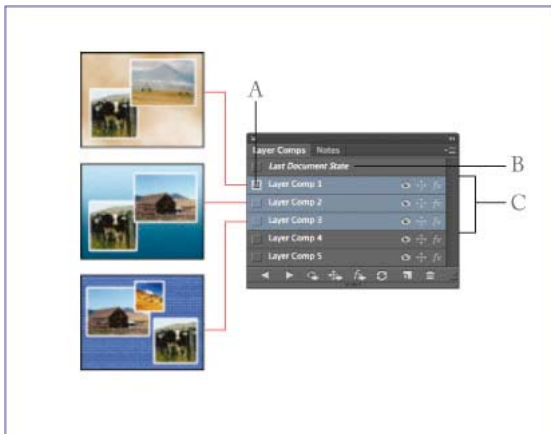 A
Layer Comps Notes
Last Document State
B
Layer Comp 1
Layer Comp 2
C
Layer Comp 3
Layer Comp 4
Layer Comp 5